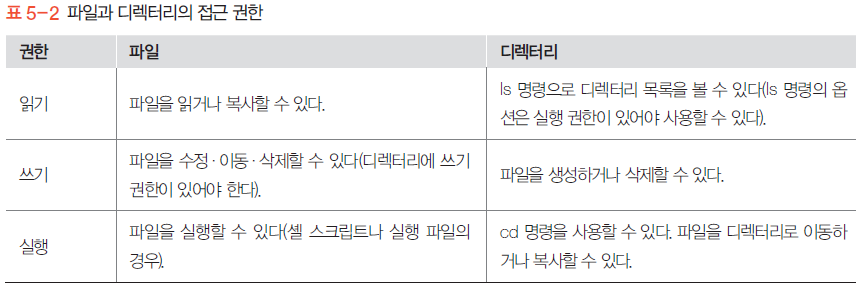 표 5-2 파일과 디렉터리의 접근 권한
권한 파일 디렉터리
읽기 파일을 읽거나 복사할 수 있다. ls 명령으로 디렉터리 목록을 볼 수 있다(ls 명령의 옵
션은 실행 권한이 있어야 사용할 수 있다).
쓰기 파일을 수정·이동·삭제할 수 있다(디렉터리에 쓰기
권한이 있어야 한다). 파일을 생성하거나 삭제할 수 있다.
실행 파일을 실행할 수 있다(셸 스크립트나 실행 파일의
경우). cd 명령을 사용할 수 있다. 파일을 디렉터리로 이동하
거나 복사할 수 있다.